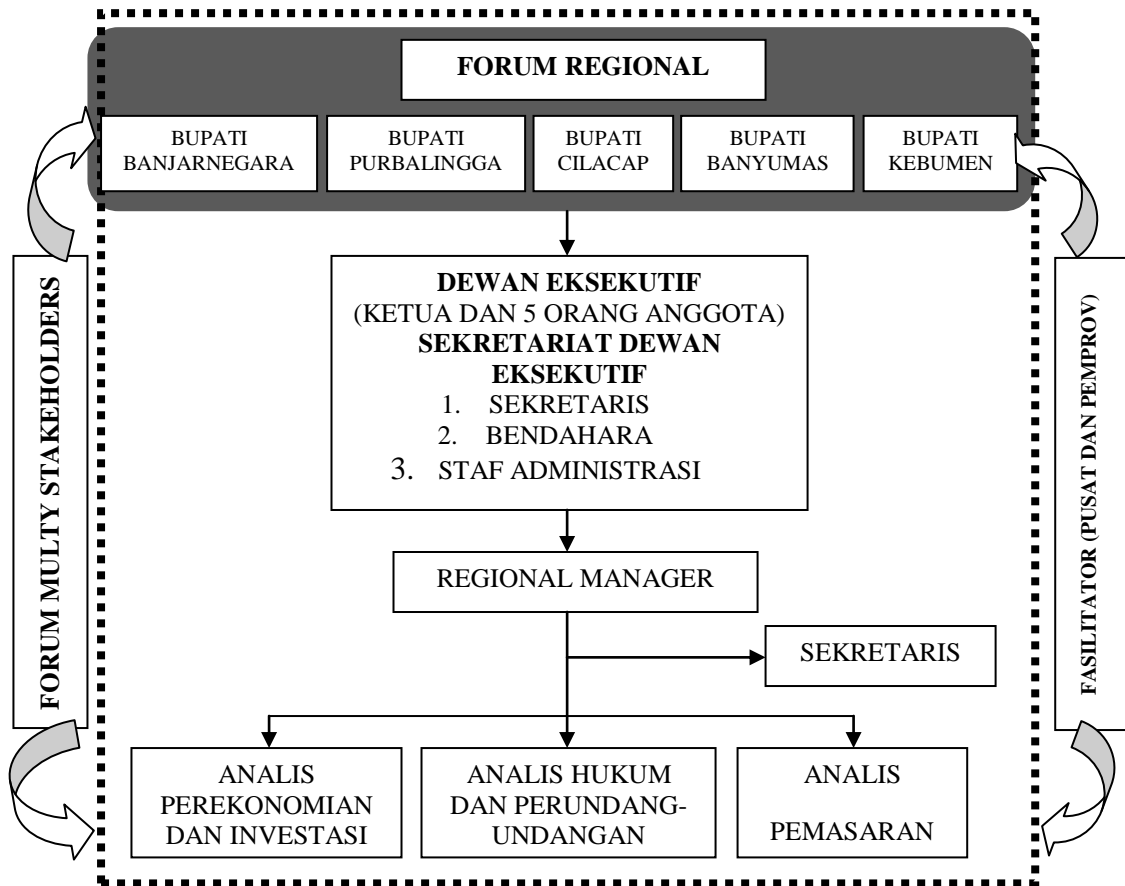 FORUM REGIONAL
BUPATI
BANJARNEGARA
BUPATI
PURBALINGGA
BUPATI
CILACAP
BUPATI
BANYUMAS
BUPATI
KEBUMEN
FORUM MULTY STAKEHOLDERS
DEWAN EKSEKUTIF
(KETUA DAN 5 ORANG ANGGOTA)
SEKRETARIAT DEWAN
EKSEKUTIF
1. SEKRETARIS
2. BENDAHARA
3. STAF ADMINISTRASI
FASILITATOR (PUSAT DAN PEMPROV)
REGIONAL MANAGER
SEKRETARIS
ANALIS
PEREKONOMIAN
DAN INVESTASI
ANALIS HUKUM
DAN PERUNDANG-
UNDANGAN
ANALIS
PEMASARAN